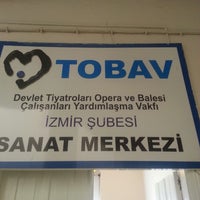 TOBAV
Devlet Tiyatroları Opera ve Balesi
Çalışanları Yardımlaşma Vakfı
İZMİR ŞUBESİ
SANAT MERKEZİ